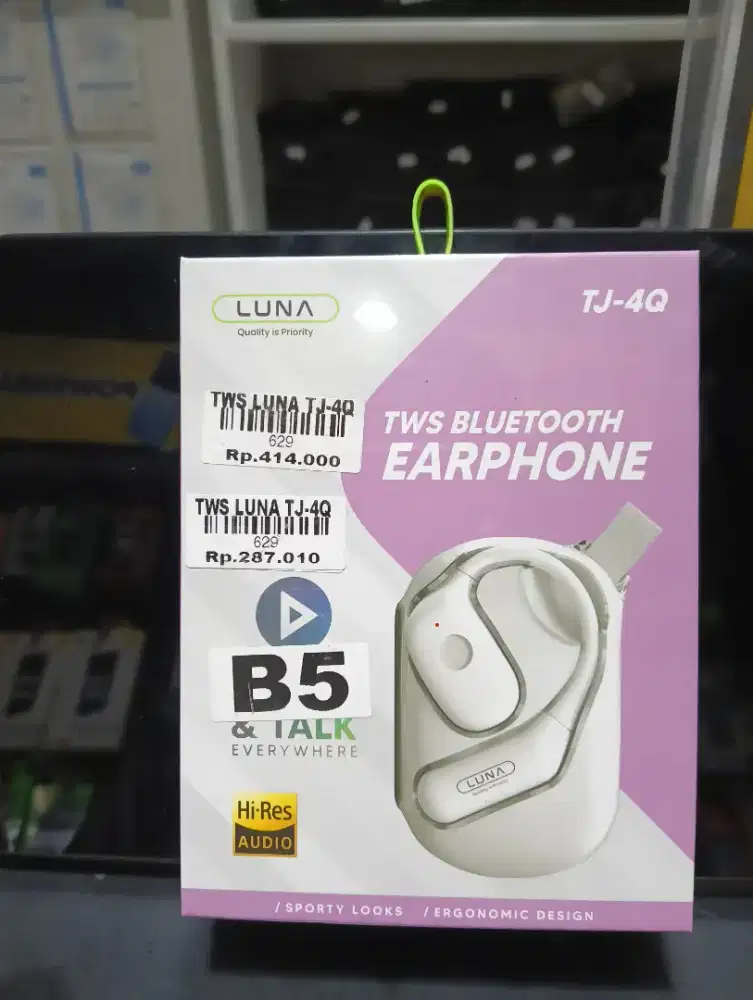 LUNA
Quality is Priority
TJ-4Q
TWS LUNA TJ-4Q
629
Rp.414.000
TWS BLUETOOTH
EARPHONE
TWS LUNA TJ-4Q
629
Rp.287.010
B5
& TALK
EVERYWHERE
LUNA
Hi-Res
AUDIO
/ SPORTY LOOKS / ERGONOMIC DESIGN